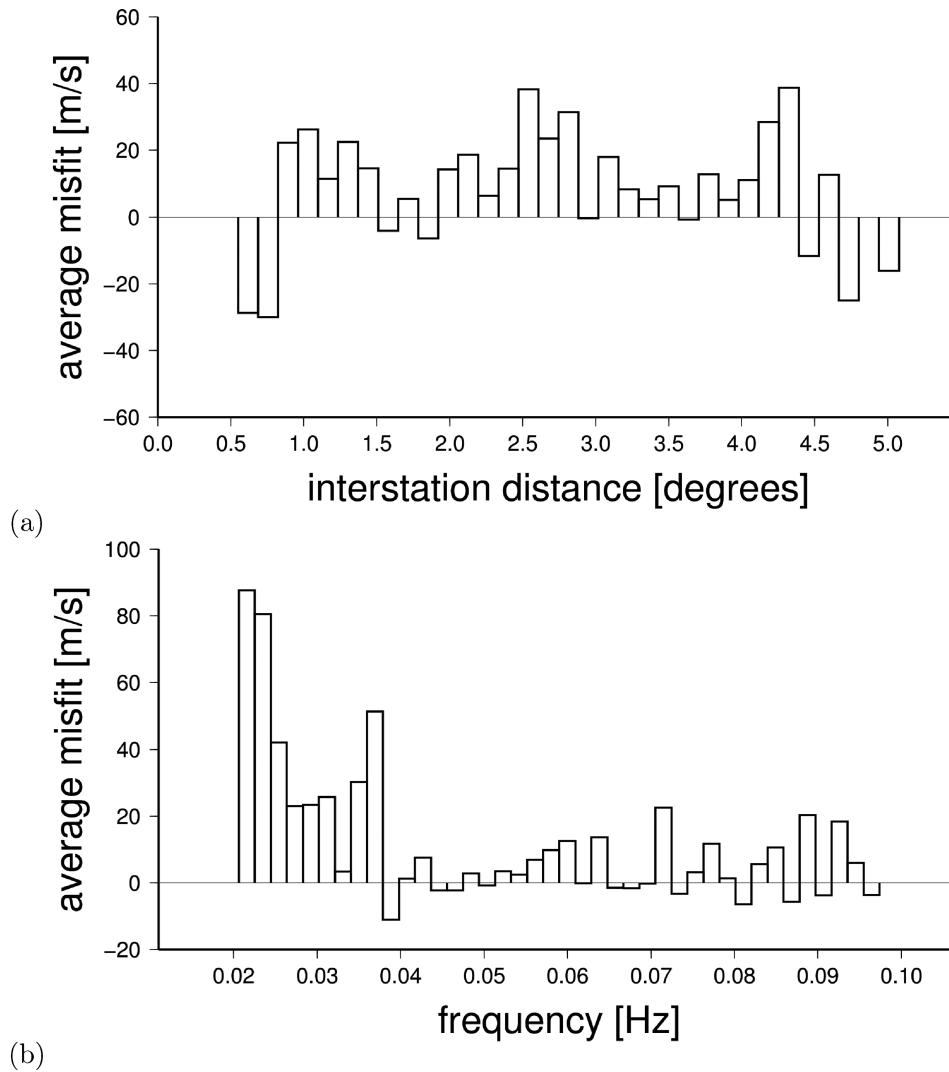 60
40
20
0
−20
−40
−60
average misfit [m/s]
0.0 0.5 1.0 1.5 2.0 2.5 3.0 3.5 4.0 4.5 5.0
interstation distance [degrees]
(a)
100
80
60
40
20
0
−20
average misfit [m/s]
0.02 0.03 0.04 0.05 0.06 0.07 0.08 0.09 0.10
frequency [Hz]
(b)